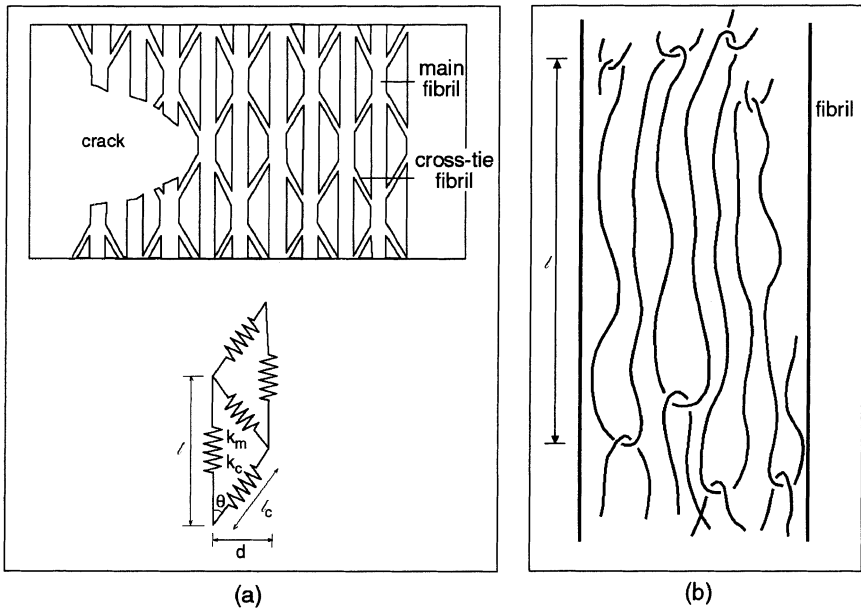 main
fibril
crack
cross-tie
fibril
l
k_m
k_c
θ
l_c
d
(a)
fibril
l
(b)